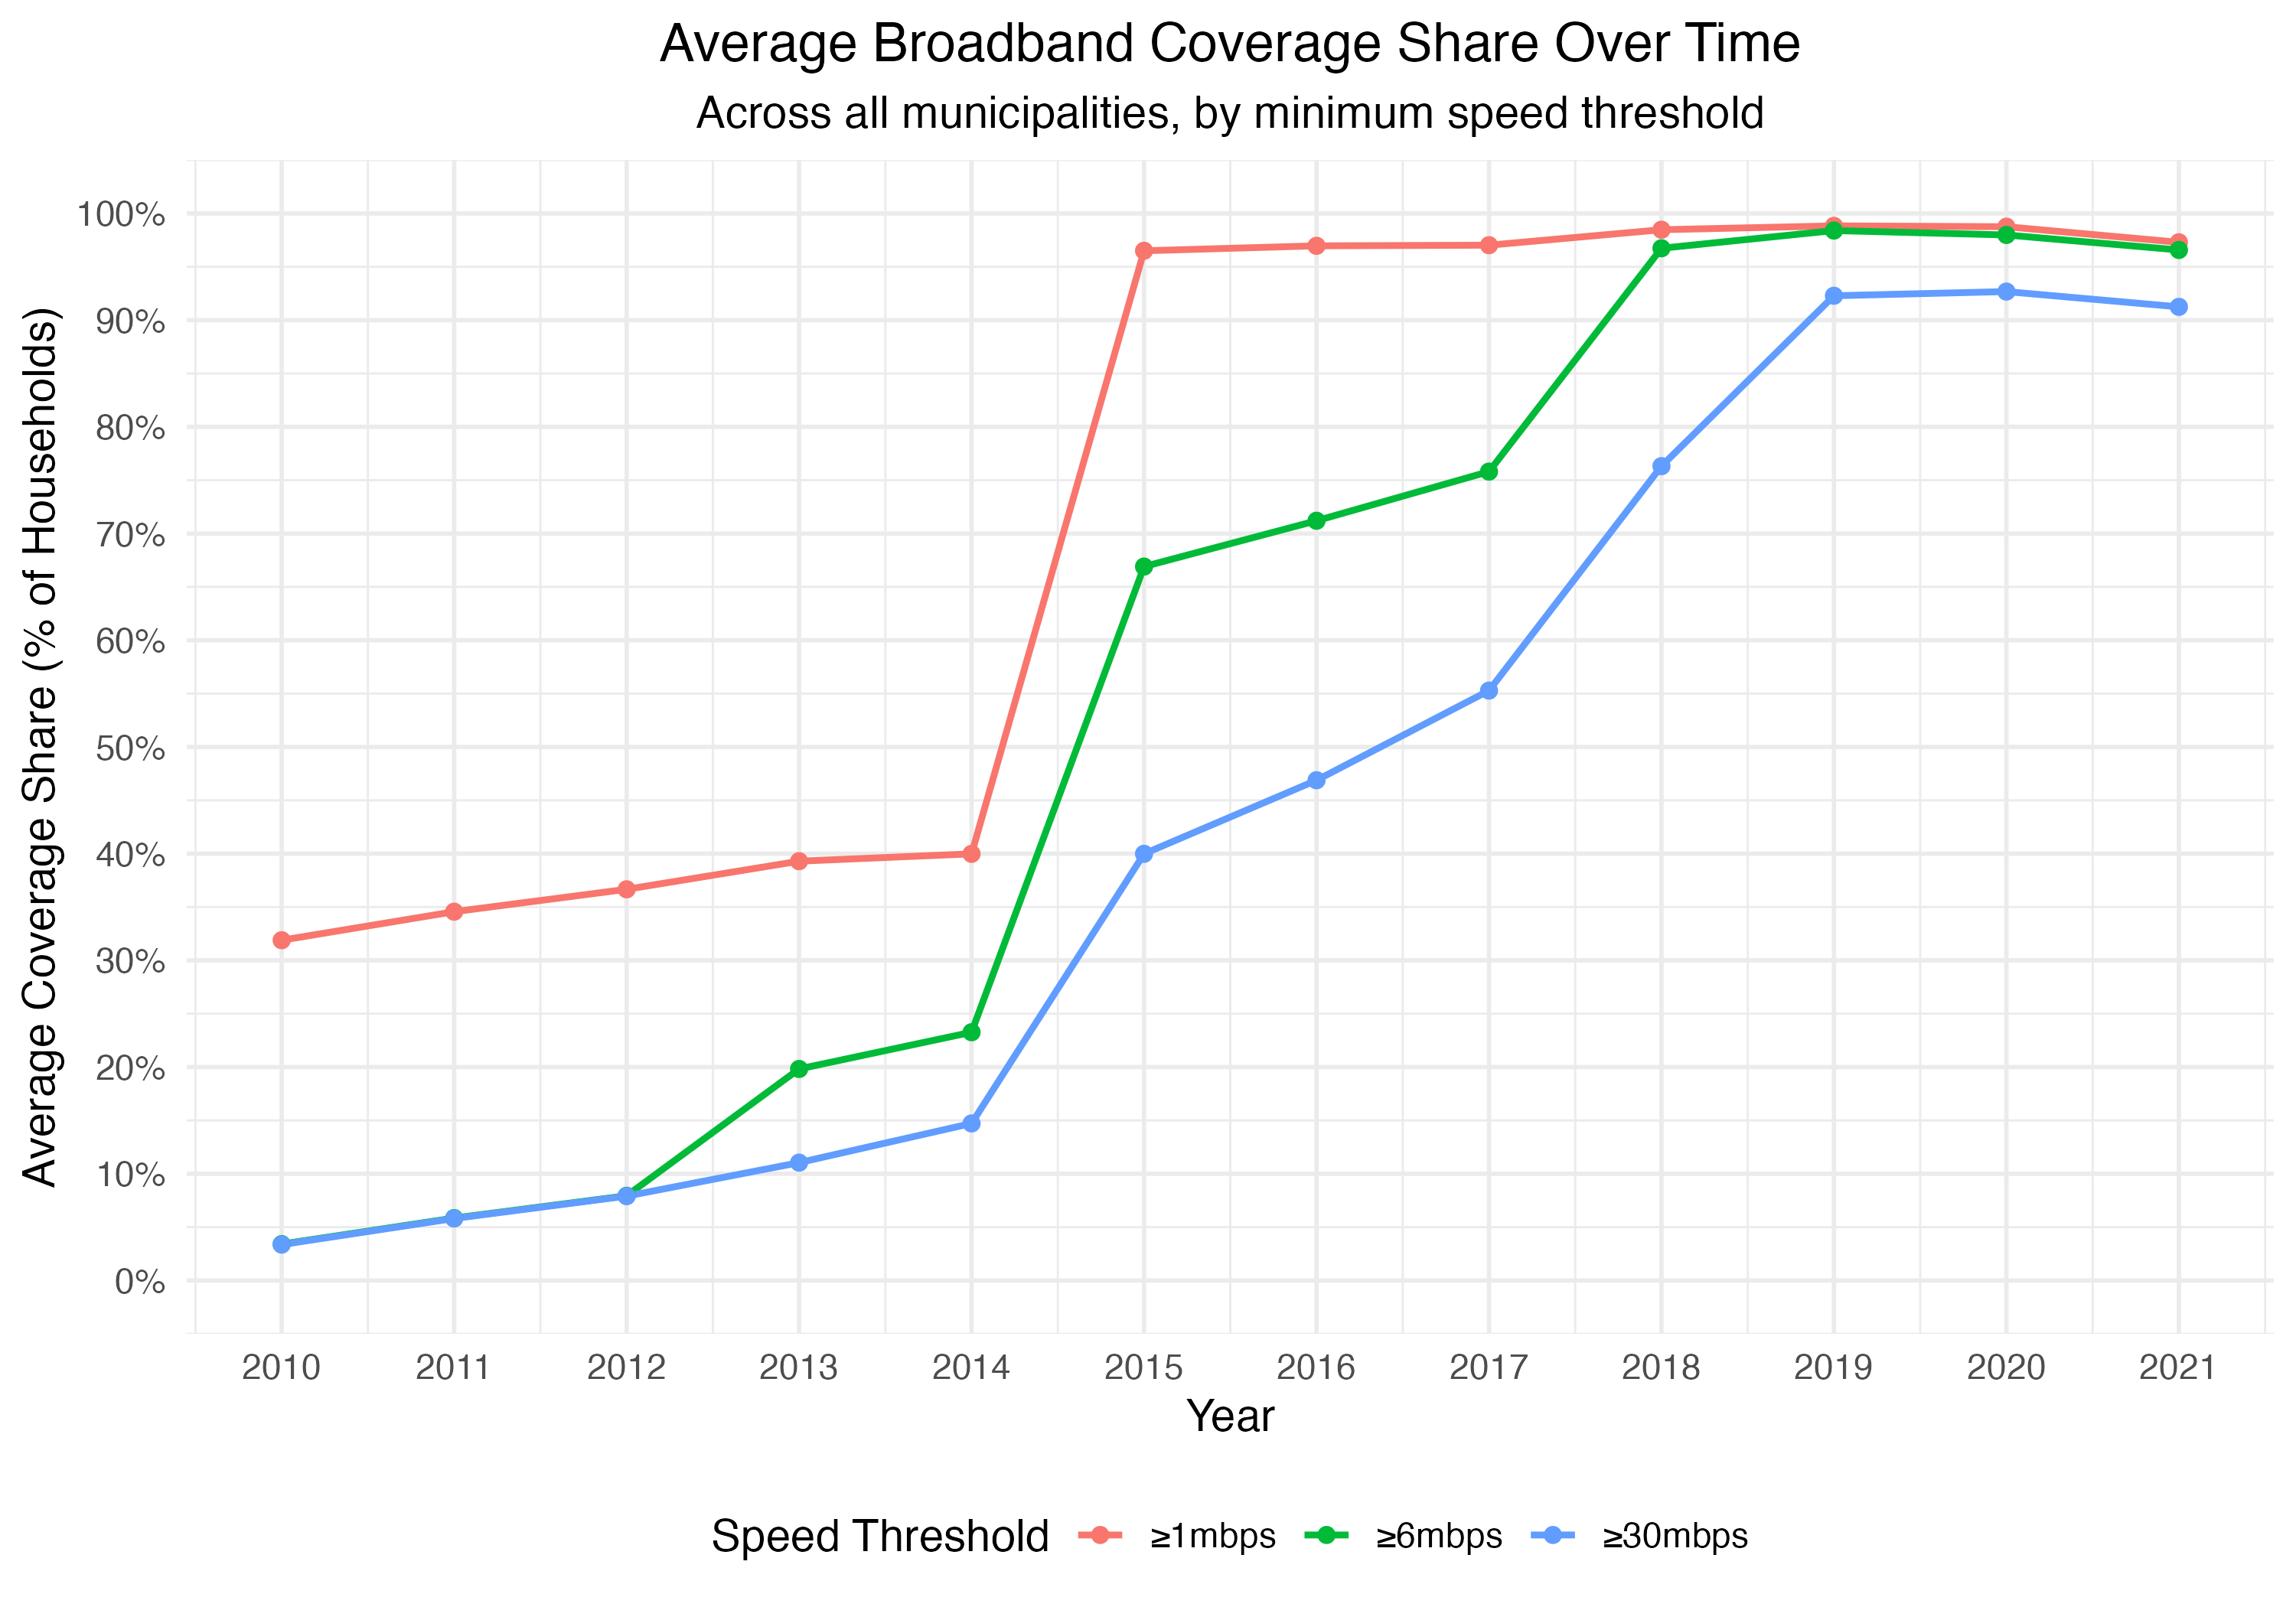 Average Broadband Coverage Share Over Time
Across all municipalities, by minimum speed threshold
Average Coverage Share (% of Households)
100%
90%
80%
70%
60%
50%
40%
30%
20%
10%
0%
2010 2011 2012 2013 2014 2015 2016 2017 2018 2019 2020 2021
Year
Speed Threshold ≥1mbps ≥6mbps ≥30mbps